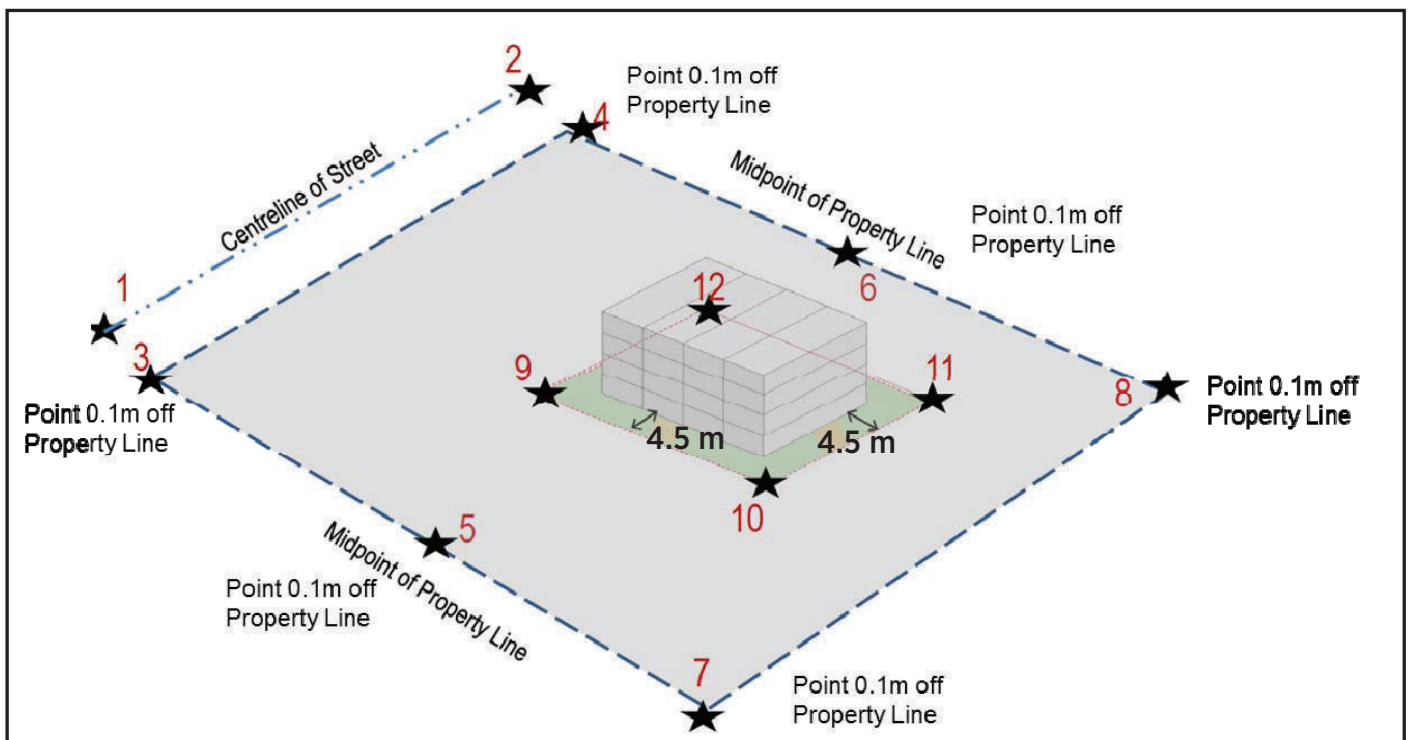 2
Point 0.1m off
Property Line
4
Centreline of Street
Midpoint of Property Line
Point 0.1m off
Property Line
1
6
12
3
9
11
8
Point 0.1m off
Property Line
Point 0.1m off
Property Line
4.5 m
4.5 m
10
5
Midpoint of Property Line
Point 0.1m off
Property Line
7
Point 0.1m off
Property Line